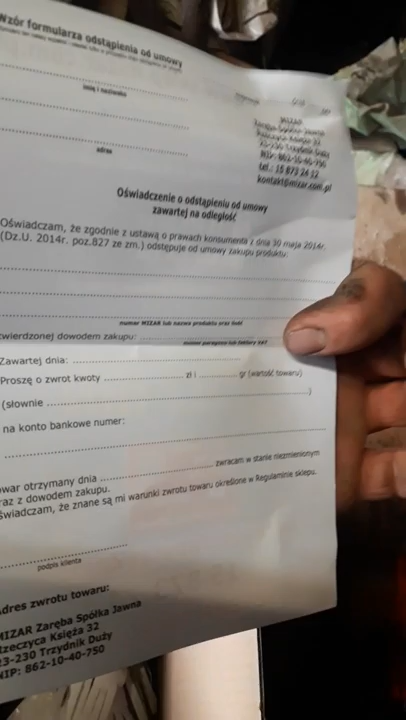 Wzór formularza odstąpienia od umowy
imię i nazwisko
adres
MIZAR
Zaręba Spółka Jawna
Rzeczyca Księża 32
23-230 Trzydnik Duży
NIP: 862-10-40-750
tel.: 15 873 24 12
kontakt@mizar.com.pl
Oświadczenie o odstąpieniu od umowy
zawartej na odległość
Oświadczam, że zgodnie z ustawą o prawach konsumenta z dnia 30 maja 2014r.
(Dz.U. 2014r. poz.827 ze zm.) odstępuje od umowy zakupu produktu:
numer MIZAR lub nazwa produktu oraz ilość
twierdzonej dowodem zakupu: ....................
numer paragonu lub faktury VAT
Zawartej dnia: ....................
Proszę o zwrot kwoty .................... zł i .......... gr (wartość towaru)
(słownie ....................)
na konto bankowe numer:
owar otrzymany dnia .................... zwracam w stanie niezmienionym
raz z dowodem zakupu.
świadczam, że znane są mi warunki zwrotu towaru określone w Regulaminie sklepu.
podpis klienta
dres zwrotu towaru:
MIZAR Zaręba Spółka Jawna
Rzeczyca Księża 32
23-230 Trzydnik Duży
NIP: 862-10-40-750